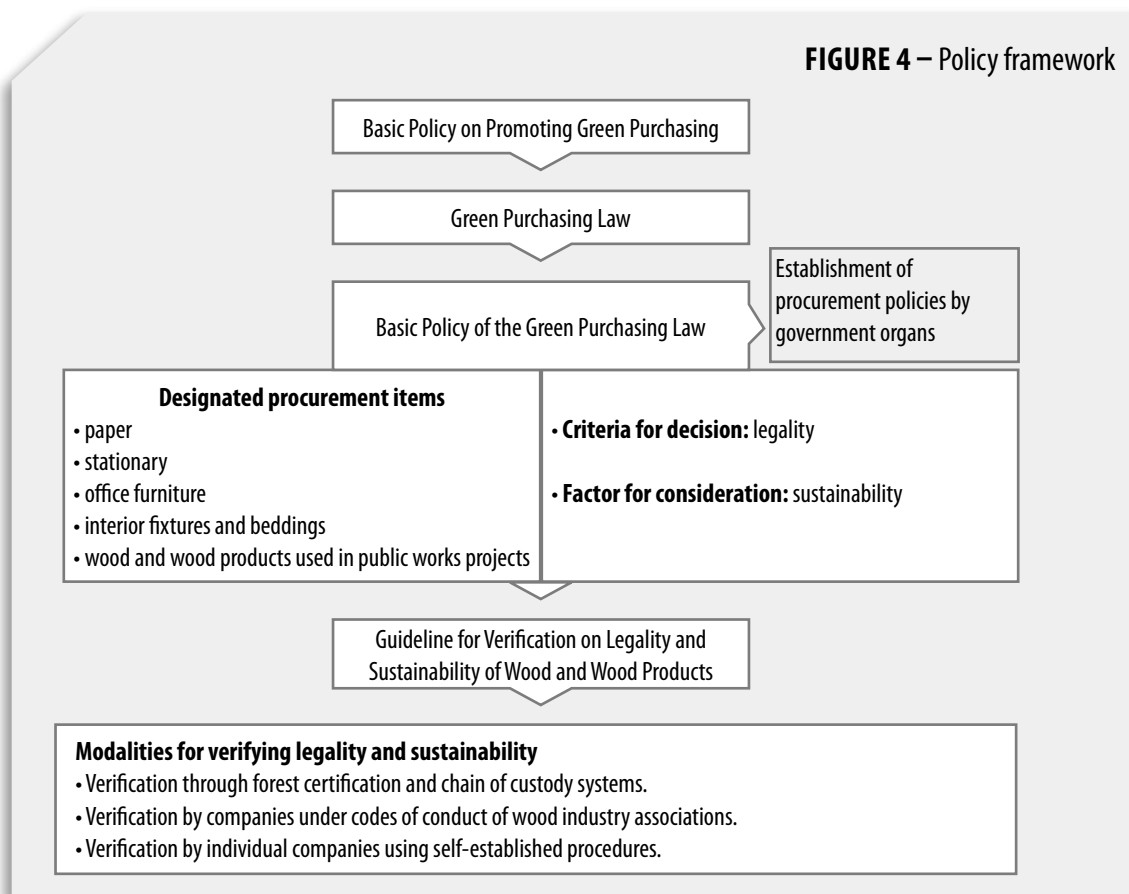 FIGURE 4 – Policy framework
Basic Policy on Promoting Green Purchasing
Green Purchasing Law
Establishment of
procurement policies by
government organs
Basic Policy of the Green Purchasing Law
Designated procurement items
• paper
• stationary
• office furniture
• interior fixtures and beddings
• wood and wood products used in public works projects
• Criteria for decision: legality
• Factor for consideration: sustainability
Guideline for Verification on Legality and
Sustainability of Wood and Wood Products
Modalities for verifying legality and sustainability
• Verification through forest certification and chain of custody systems.
• Verification by companies under codes of conduct of wood industry associations.
• Verification by individual companies using self-established procedures.